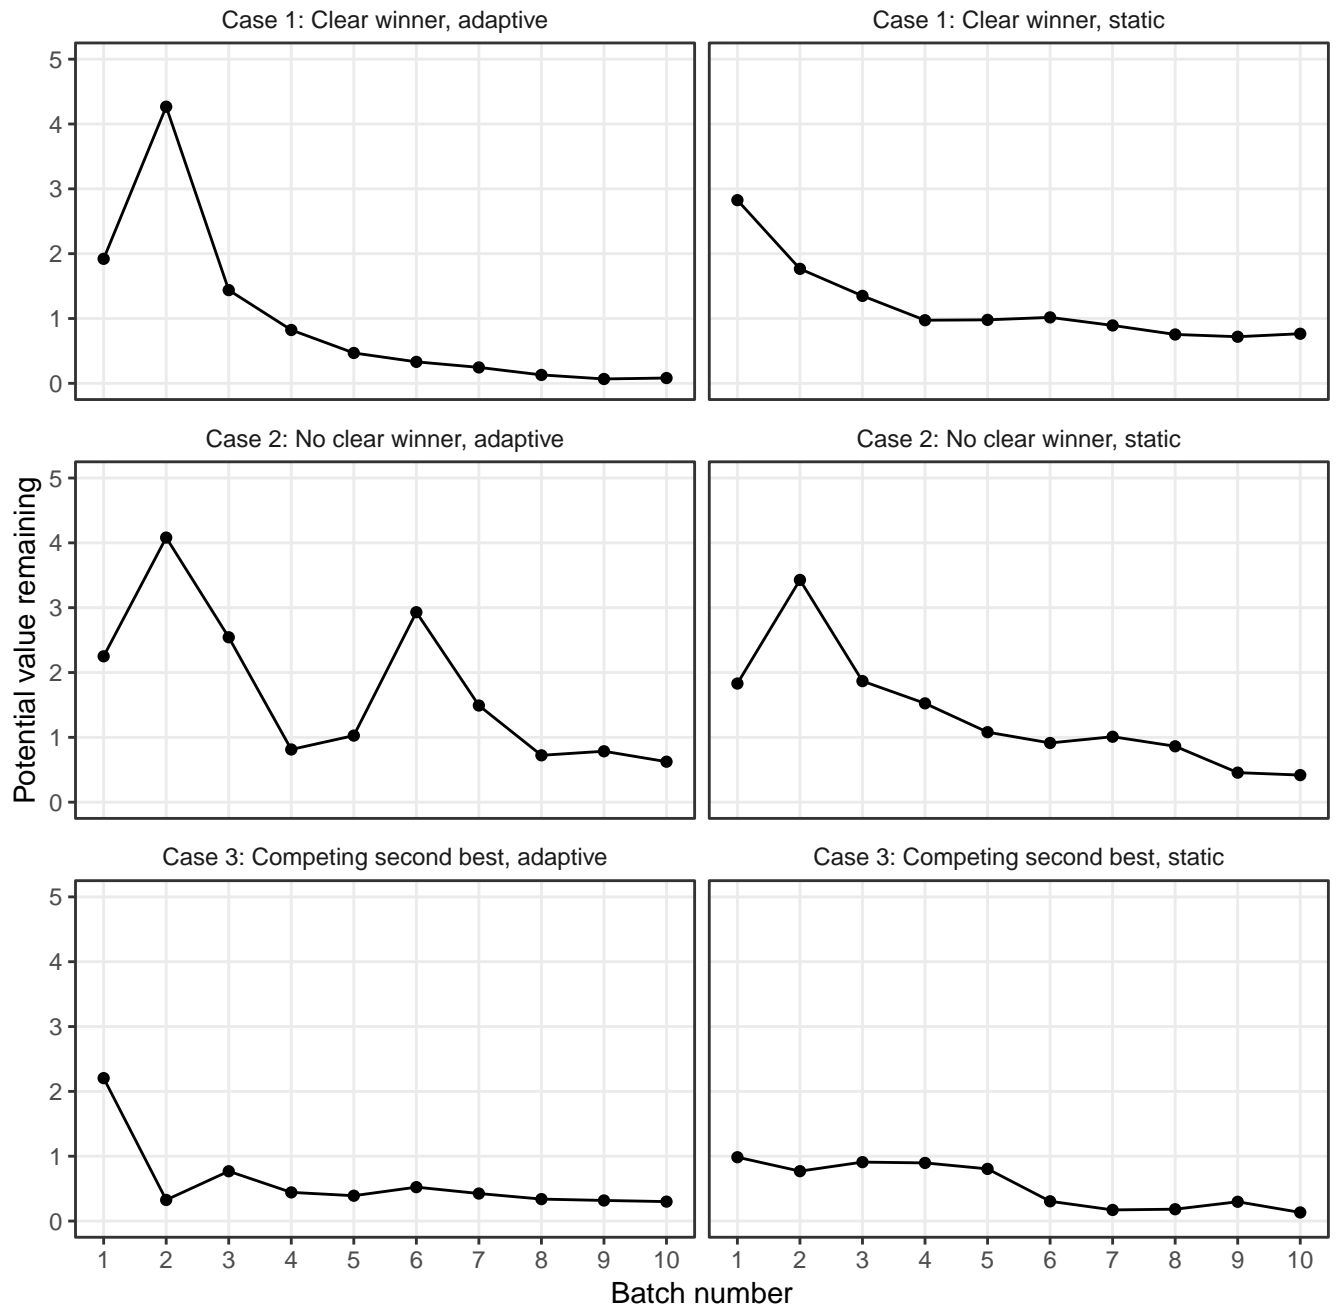 Case 1: Clear winner, adaptive
Case 1: Clear winner, static
5
4
3
2
1
0
Case 2: No clear winner, adaptive
Case 2: No clear winner, static
5
4
3
2
1
0
Potential value remaining
Case 3: Competing second best, adaptive
Case 3: Competing second best, static
5
4
3
2
1
0
1 2 3 4 5 6 7 8 9 10
1 2 3 4 5 6 7 8 9 10
Batch number